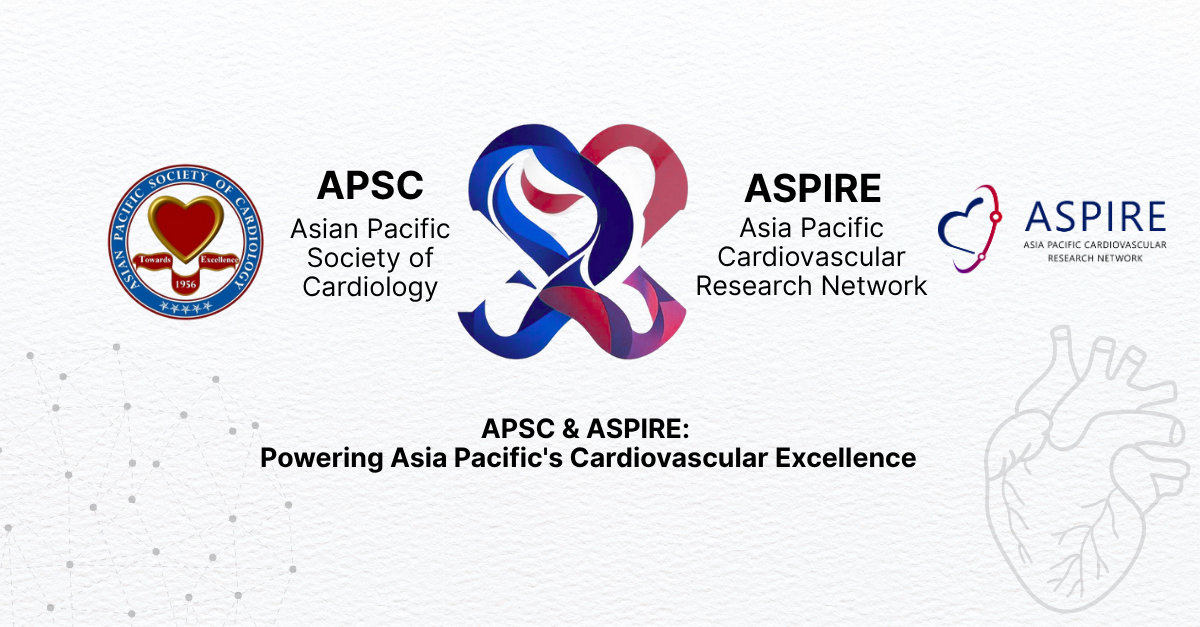 ASIAN PACIFIC SOCIETY OF CARDIOLOGY
Towards Excellence
1956
APSC
Asian Pacific
Society of
Cardiology
ASPIRE
Asia Pacific
Cardiovascular
Research Network
ASPIRE
ASIA PACIFIC CARDIOVASCULAR
RESEARCH NETWORK
APSC & ASPIRE:
Powering Asia Pacific's Cardiovascular Excellence